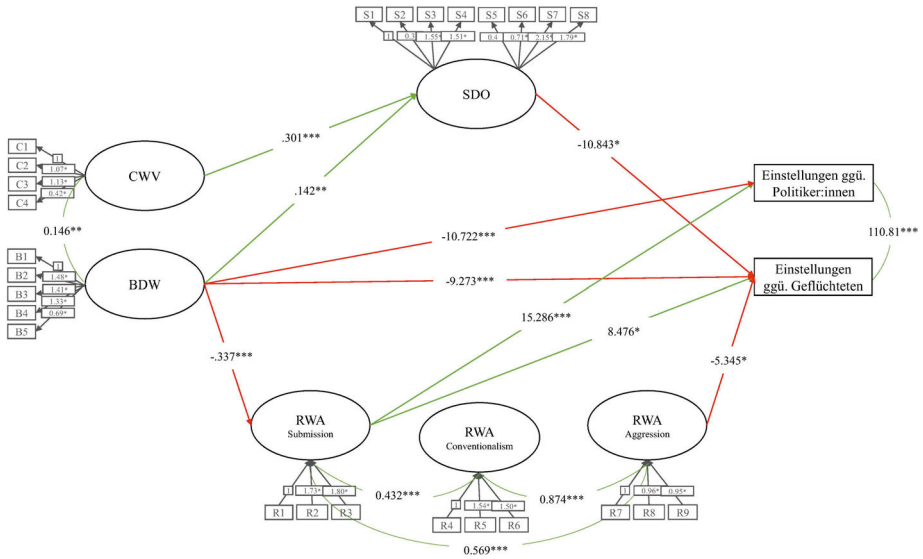 S1 S2 S3 S4 S5 S6 S7 S8
1 0.3 1.55* 1.51* 0.4 0.71* 2.15* 1.79*
SDO
C1
C2
C3
C4
1
1.07*
1.13*
0.42*
CWV
.301***
-10.843*
.142**
Einstellungen ggü.
Politiker:innen
0.146**
-10.722***
110.81***
B1
B2
B3
B4
B5
1
1.48*
1.41*
1.33*
0.69*
BDW
-9.273***
Einstellungen
ggü. Geflüchteten
15.286***
8.476*
-.337***
-5.345*
RWA
Submission
RWA
Conventionalism
RWA
Aggression
1 1.73* 1.80*
R1 R2 R3
0.432***
1 1.54* 1.50*
R4 R5 R6
0.874***
1 0.96* 0.95*
R7 R8 R9
0.569***